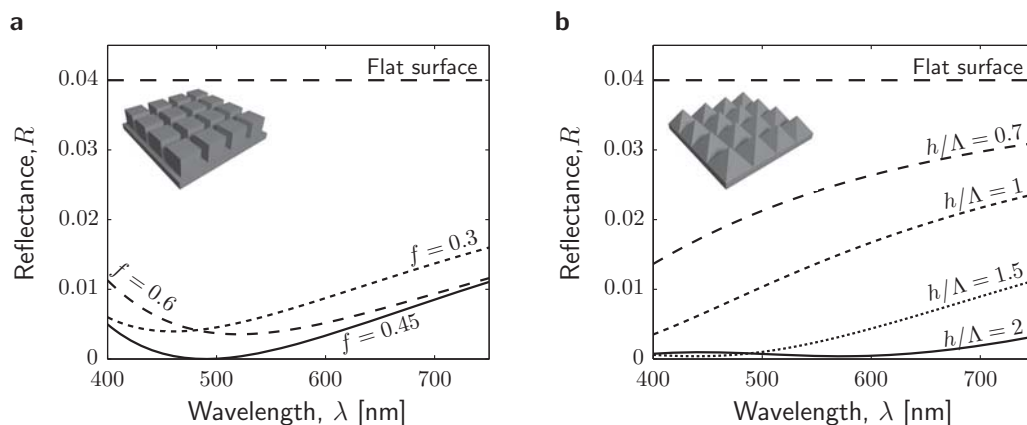 a
Flat surface
0.04
0.03
0.02
0.01
0
Reflectance, R
f = 0.6
f = 0.3
f = 0.45
400
500
600
700
Wavelength, λ [nm]
b
Flat surface
0.04
0.03
0.02
0.01
0
Reflectance, R
h/Λ = 0.7
h/Λ = 1
h/Λ = 1.5
h/Λ = 2
400
500
600
700
Wavelength, λ [nm]